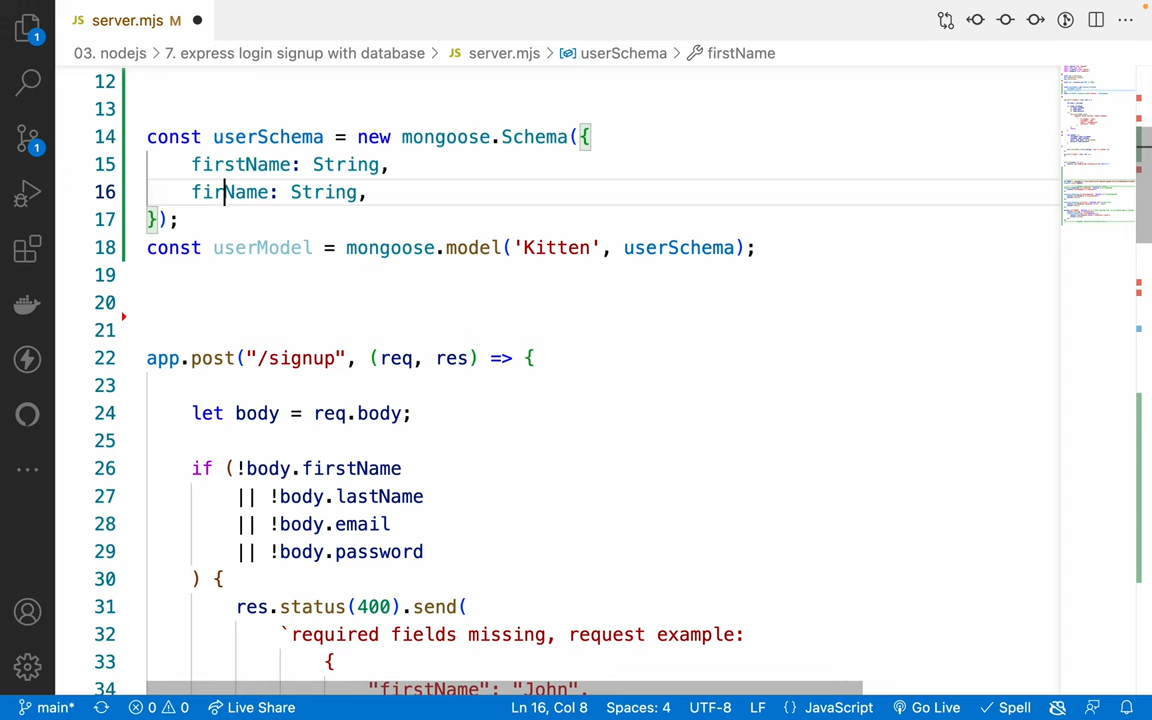 JS server.mjs M
03. nodejs > 7. express login signup with database > JS server.mjs > userSchema > firstName
12
13
14 const userSchema = new mongoose.Schema({
15 firstName: String,
16 firName: String,
17 });
18 const userModel = mongoose.model('Kitten', userSchema);
19
20
21
22 app.post("/signup", (req, res) => {
23
24 let body = req.body;
25
26 if (!body.firstName
27 || !body.lastName
28 || !body.email
29 || !body.password
30 ) {
31 res.status(400).send(
32 `required fields missing, request example:
33 {
34 "firstName": "John",
1
1
main* 0 0 Live Share Ln 16, Col 8 Spaces: 4 UTF-8 LF {} JavaScript Go Live Spell